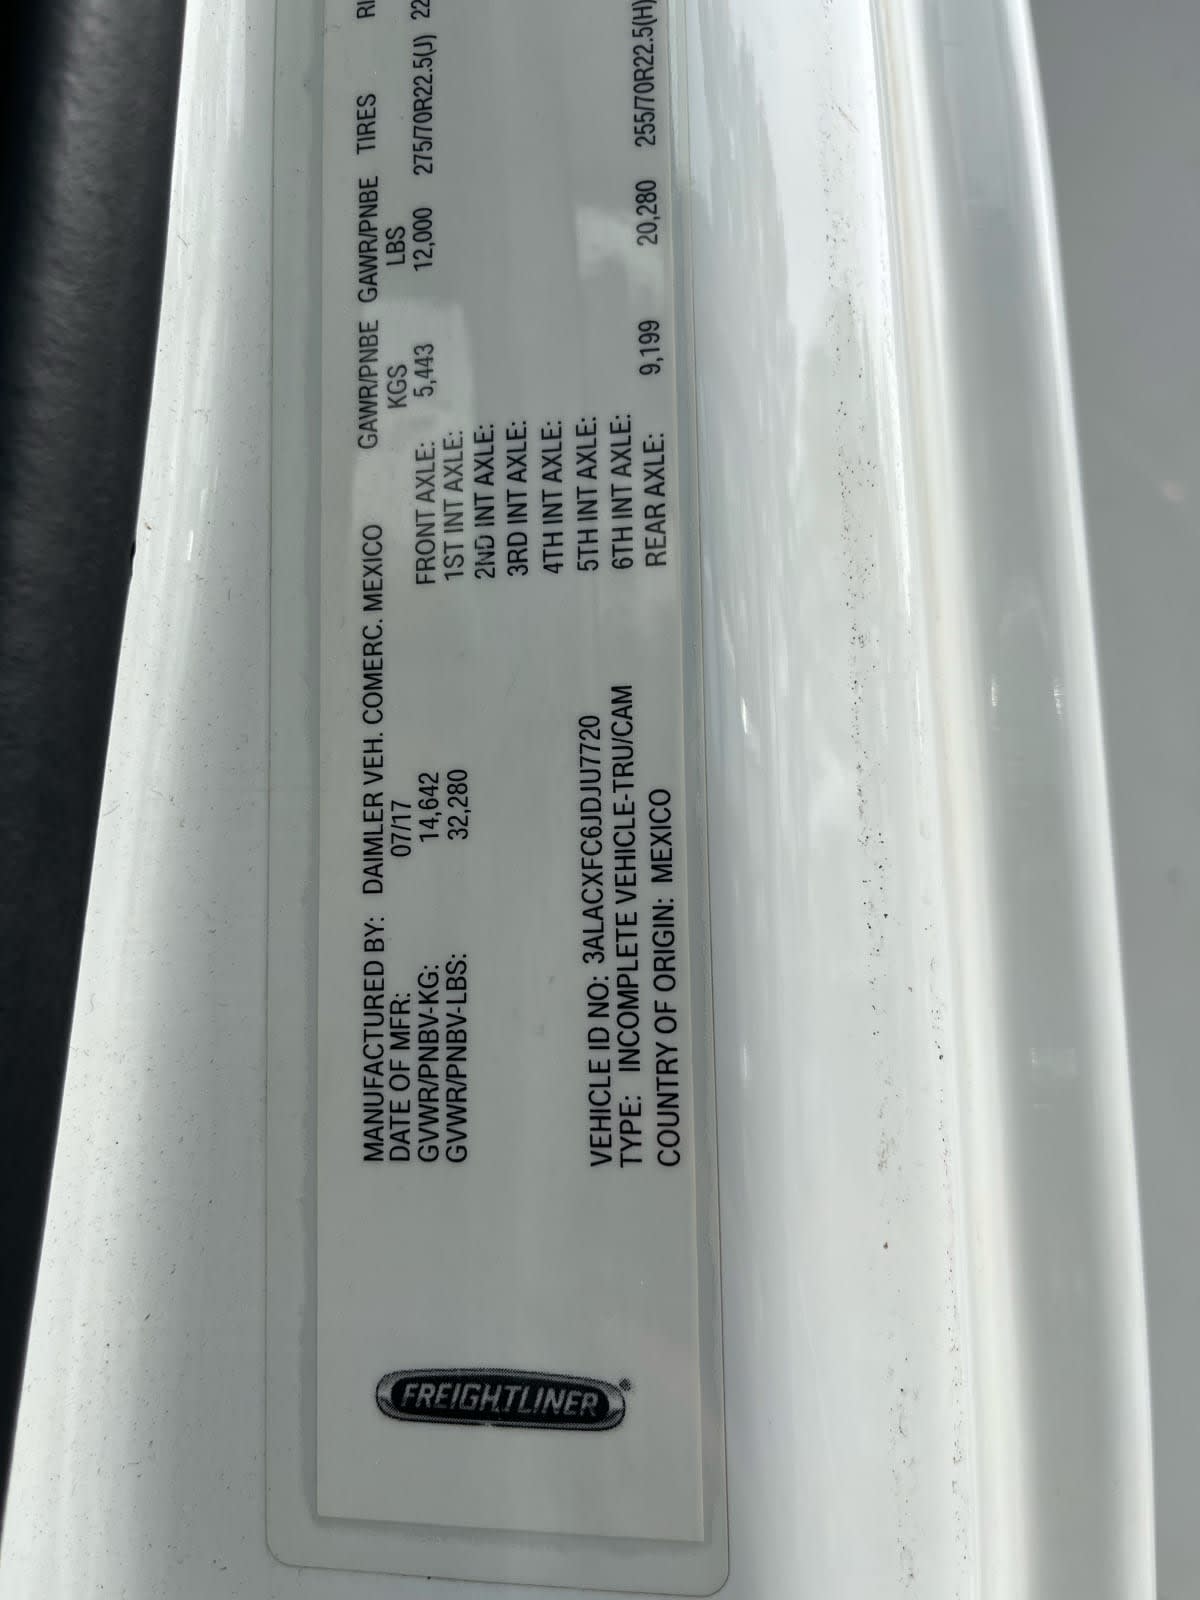 FREIGHTLINER
MANUFACTURED BY: DAIMLER VEH. COMERC. MEXICO
DATE OF MFR: 07/17
GVWR/PNBV-KG: 14,642
GVWR/PNBV-LBS: 32,280
VEHICLE ID NO: 3ALACXFC6JDJU7720
TYPE: INCOMPLETE VEHICLE-TRU/CAM
COUNTRY OF ORIGIN: MEXICO
GAWR/PNBE GAWR/PNBE TIRES
KGS LBS
FRONT AXLE: 5,443 12,000 275/70R22.5(J) 22
1ST INT AXLE:
2ND INT AXLE:
3RD INT AXLE:
4TH INT AXLE:
5TH INT AXLE:
6TH INT AXLE:
REAR AXLE: 9,199 20,280 255/70R22.5(H)